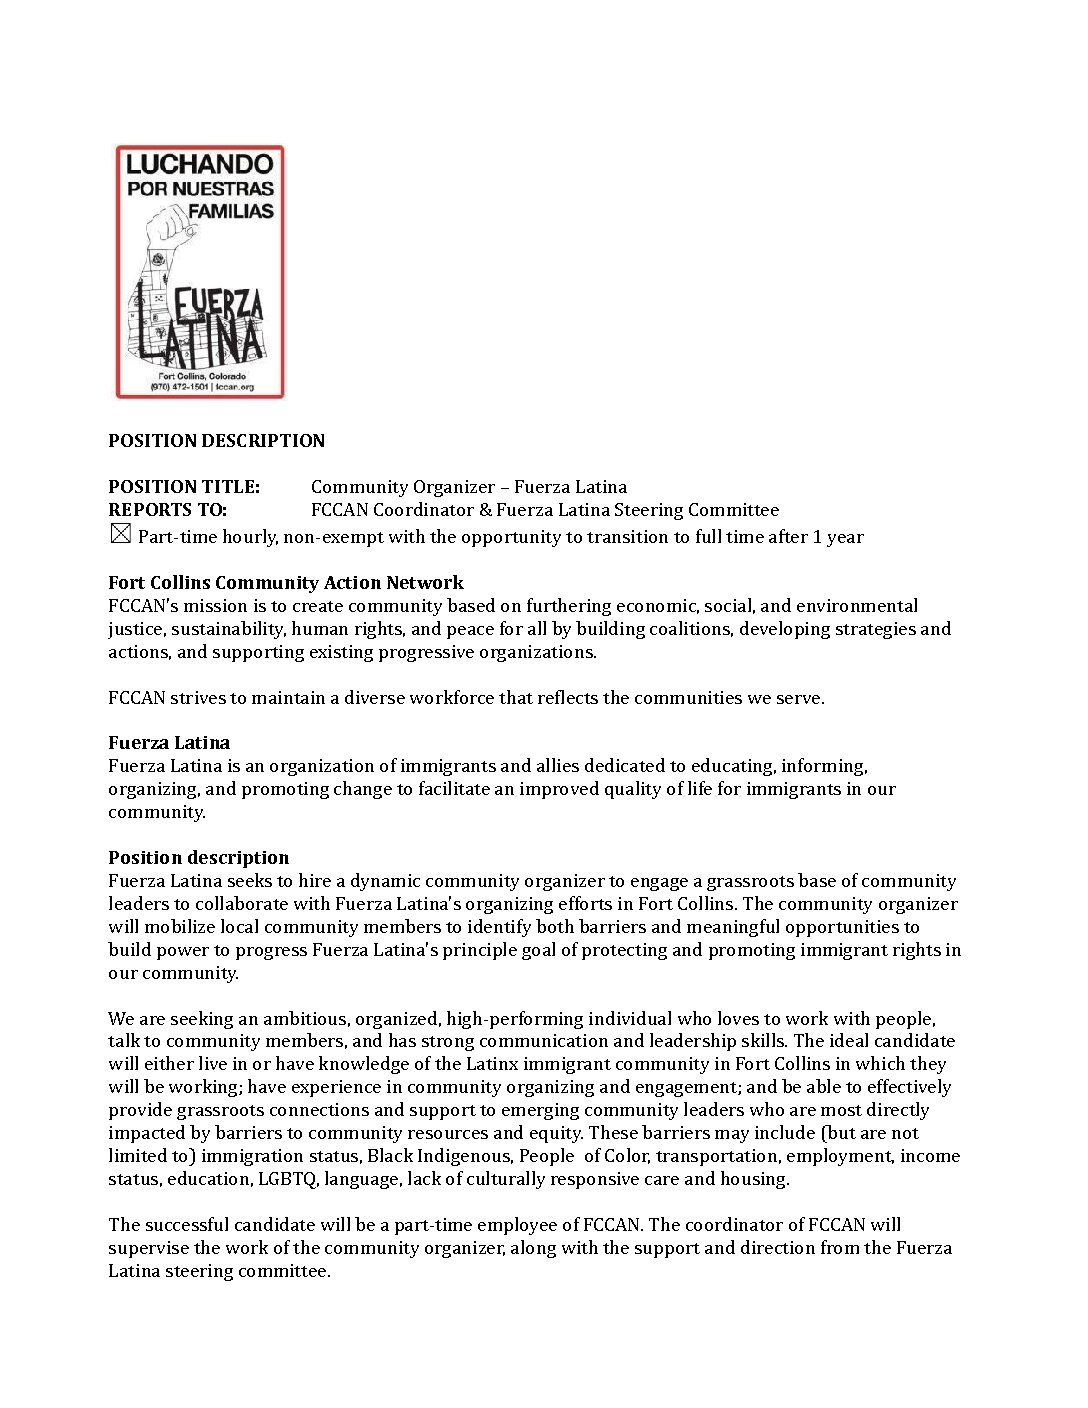 LUCHANDO
POR NUESTRAS
FAMILIAS
FUERZA
LATINA
Fort Collins, Colorado
(970) 472-1501 | fccan.org
POSITION DESCRIPTION
POSITION TITLE: Community Organizer – Fuerza Latina
REPORTS TO: FCCAN Coordinator & Fuerza Latina Steering Committee
☒ Part-time hourly, non-exempt with the opportunity to transition to full time after 1 year
Fort Collins Community Action Network
FCCAN's mission is to create community based on furthering economic, social, and environmental
justice, sustainability, human rights, and peace for all by building coalitions, developing strategies and
actions, and supporting existing progressive organizations.
FCCAN strives to maintain a diverse workforce that reflects the communities we serve.
Fuerza Latina
Fuerza Latina is an organization of immigrants and allies dedicated to educating, informing,
organizing, and promoting change to facilitate an improved quality of life for immigrants in our
community.
Position description
Fuerza Latina seeks to hire a dynamic community organizer to engage a grassroots base of community
leaders to collaborate with Fuerza Latina's organizing efforts in Fort Collins. The community organizer
will mobilize local community members to identify both barriers and meaningful opportunities to
build power to progress Fuerza Latina's principle goal of protecting and promoting immigrant rights in
our community.
We are seeking an ambitious, organized, high-performing individual who loves to work with people,
talk to community members, and has strong communication and leadership skills. The ideal candidate
will either live in or have knowledge of the Latinx immigrant community in Fort Collins in which they
will be working; have experience in community organizing and engagement; and be able to effectively
provide grassroots connections and support to emerging community leaders who are most directly
impacted by barriers to community resources and equity. These barriers may include (but are not
limited to) immigration status, Black Indigenous, People  of Color, transportation, employment, income
status, education, LGBTQ, language, lack of culturally responsive care and housing.
The successful candidate will be a part-time employee of FCCAN. The coordinator of FCCAN will
supervise the work of the community organizer, along with the support and direction from the Fuerza
Latina steering committee.